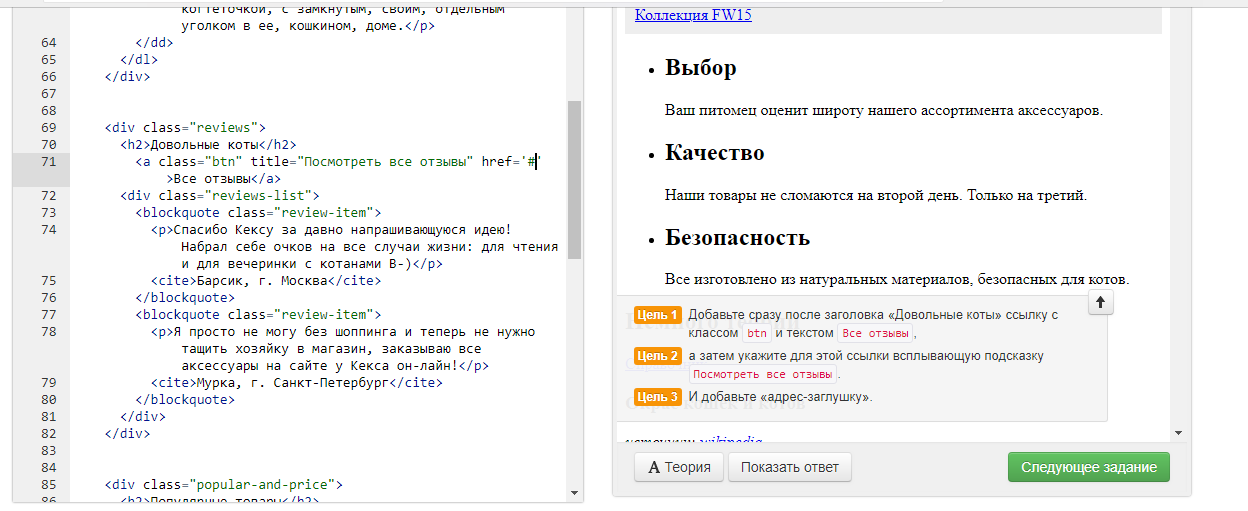 когтеточкой, с замкнутым, своим, отдельным
уголком в ее, кошкином, доме.</p>
64 </dd>
65 </dl>
66 </div>
67
68
69 <div class="reviews">
70 <h2>Довольные коты</h2>
71 <a class="btn" title="Посмотреть все отзывы" href='#'
>Все отзывы</a>
72 <div class="reviews-list">
73 <blockquote class="review-item">
74 <p>Спасибо Кексу за давно напрашивающуюся идею!
Набрал себе очков на все случаи жизни: для чтения
и для вечеринки с котанами B-)</p>
75 <cite>Барсик, г. Москва</cite>
76 </blockquote>
77 <blockquote class="review-item">
78 <p>Я просто не могу без шоппинга и теперь не нужно
тащить хозяйку в магазин, заказываю все
аксессуары на сайте у Кекса он-лайн!</p>
79 <cite>Мурка, г. Санкт-Петербург</cite>
80 </blockquote>
81 </div>
82 </div>
83
84
85 <div class="popular-and-price">
86 <h2>Популярные товары</h2>
Коллекция FW15
Выбор
Ваш питомец оценит широту нашего ассортимента аксессуаров.
Качество
Наши товары не сломаются на второй день. Только на третий.
Безопасность
Все изготовлено из натуральных материалов, безопасных для котов.
Цель 1 Добавьте сразу после заголовка «Довольные коты» ссылку с
классом btn и текстом Все отзывы,
Цель 2 а затем укажите для этой ссылки всплывающую подсказку
Посмотреть все отзывы.
Цель 3 И добавьте «адрес-заглушку».
источник: wikipedia
A Теория
Показать ответ
Следующее задание